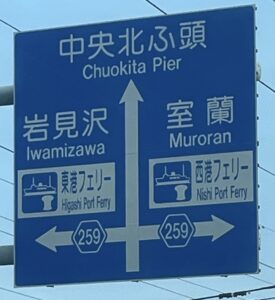 中央北ふ頭
Chuokita Pier
岩見沢
Iwamizawa
東港フェリー
Higashi Port Ferry
259
室蘭
Muroran
西港フェリー
Nishi Port Ferry
259